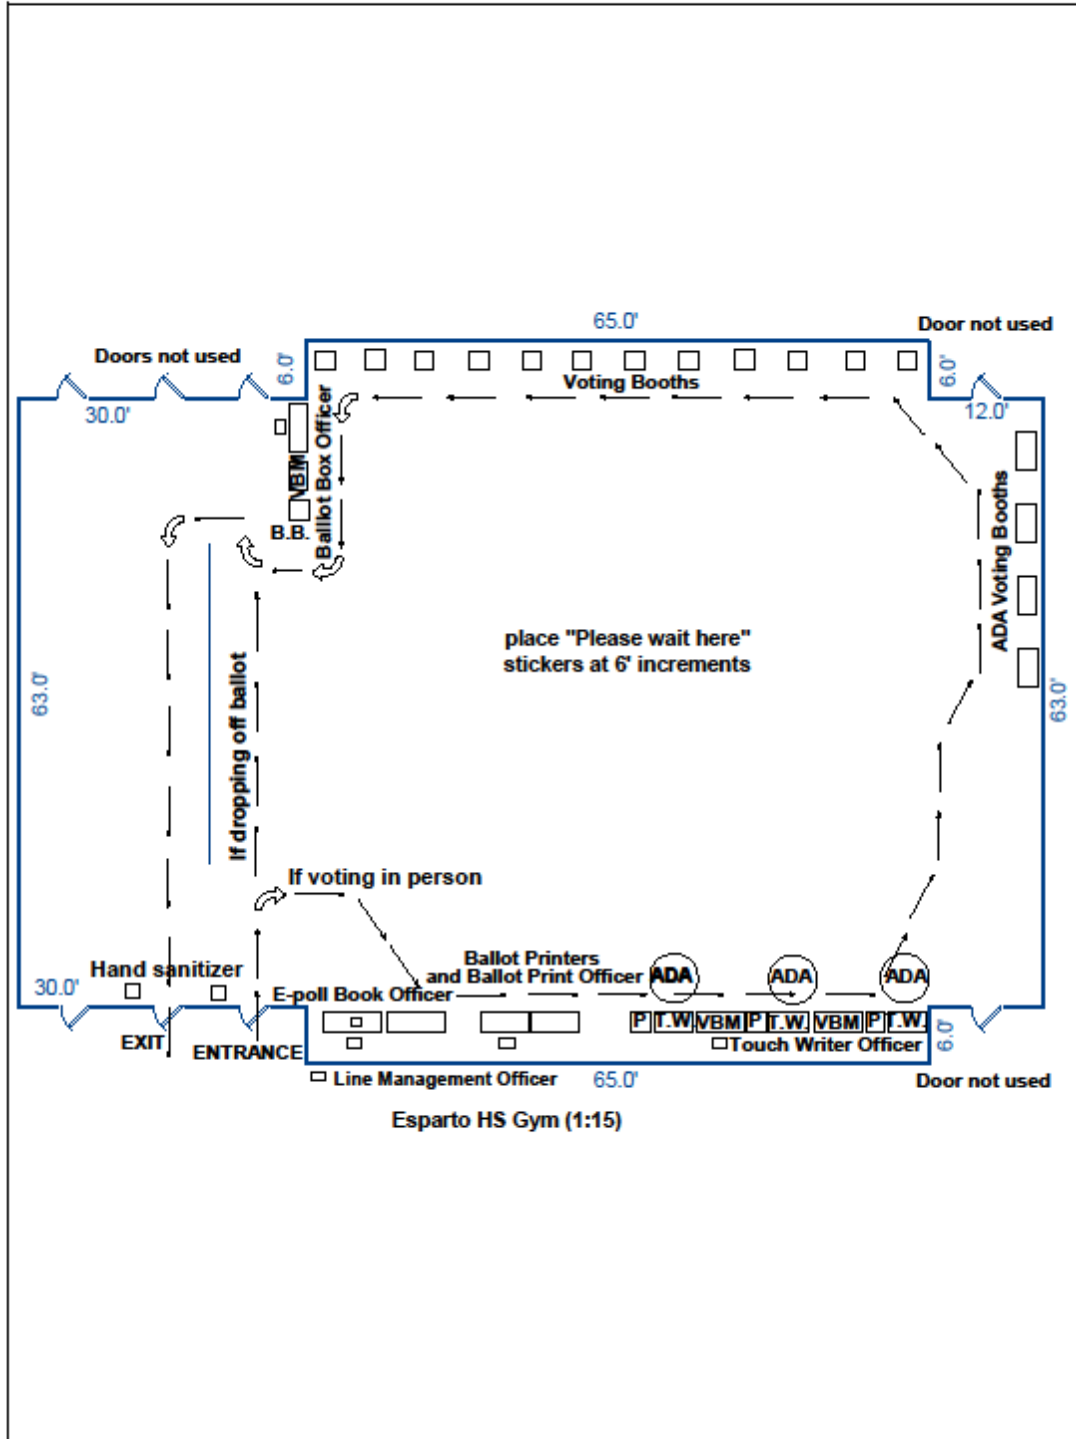 65.0'
Door not used
Doors not used
6.0'
6.0'
30.0'
Voting Booths
12.0'
Balllot Box Officer
VBM
B.B.
ADA Voting Booths
place "Please wait here"
stickers at 6' increments
63.0'
63.0'
If dropping off ballot
If voting in person
Ballot Printers
and Ballot Print Officer
ADA
ADA
ADA
Hand sanitizer
30.0'
E-poll Book Officer
P
T.W.
VBM
P
T.W.
VBM
P
T.W.
6.0'
EXIT
ENTRANCE
Touch Writer Officer
Line Management Officer
65.0'
Door not used
Esparto HS Gym (1:15)